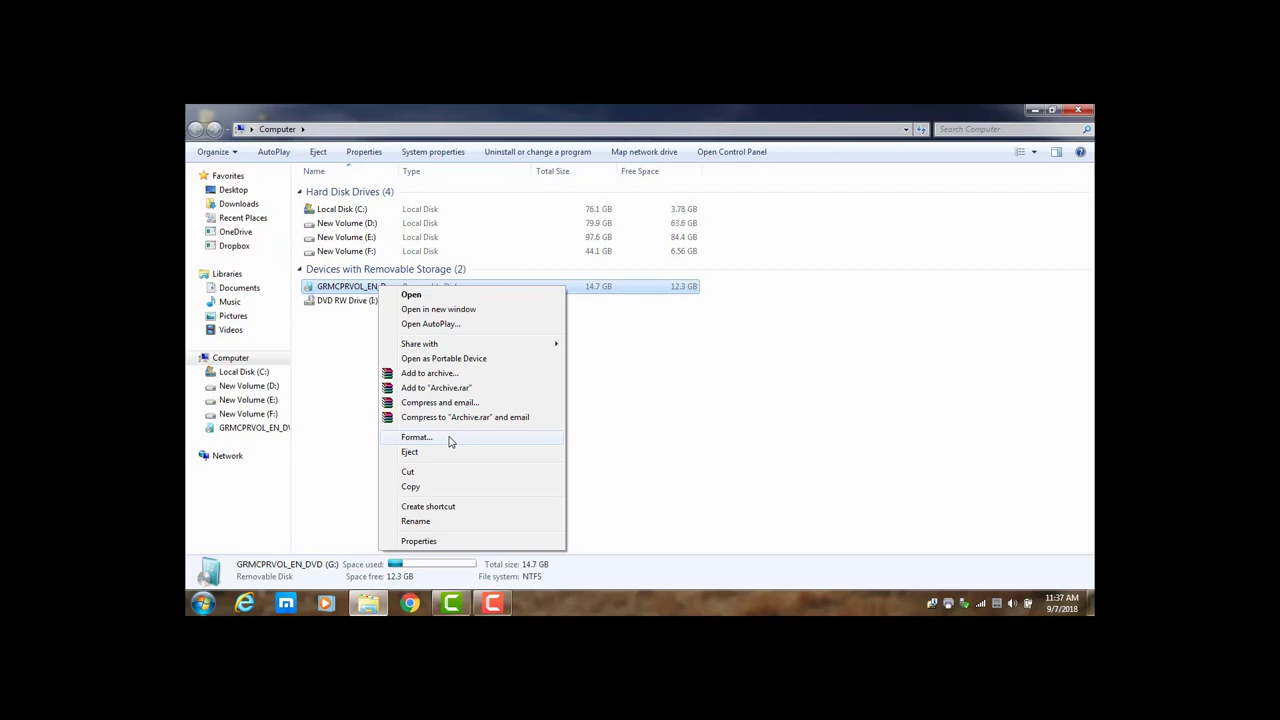 Computer
Search Computer
Organize AutoPlay Eject Properties System properties Uninstall or change a program Map network drive Open Control Panel
Name Type Total Size Free Space
Favorites
Desktop
Downloads
Recent Places
OneDrive
Dropbox
Libraries
Documents
Music
Pictures
Videos
Computer
Local Disk (C:)
New Volume (D:)
New Volume (E:)
New Volume (F:)
GRMCPRVOL_EN_DV
Network
Hard Disk Drives (4)
Local Disk (C:) Local Disk 76.1 GB 3.78 GB
New Volume (D:) Local Disk 79.9 GB 63.6 GB
New Volume (E:) Local Disk 97.6 GB 84.4 GB
New Volume (F:) Local Disk 44.1 GB 6.56 GB
Devices with Removable Storage (2)
GRMCPRVOL_EN_D 14.7 GB 12.3 GB
DVD RW Drive (I:)
Open
Open in new window
Open AutoPlay...
Share with
Open as Portable Device
Add to archive...
Add to "Archive.rar"
Compress and email...
Compress to "Archive.rar" and email
Format...
Eject
Cut
Copy
Create shortcut
Rename
Properties
GRMCPRVOL_EN_DVD (G:) Space used: Total size: 14.7 GB
Removable Disk Space free: 12.3 GB File system: NTFS
11:37 AM
9/7/2018